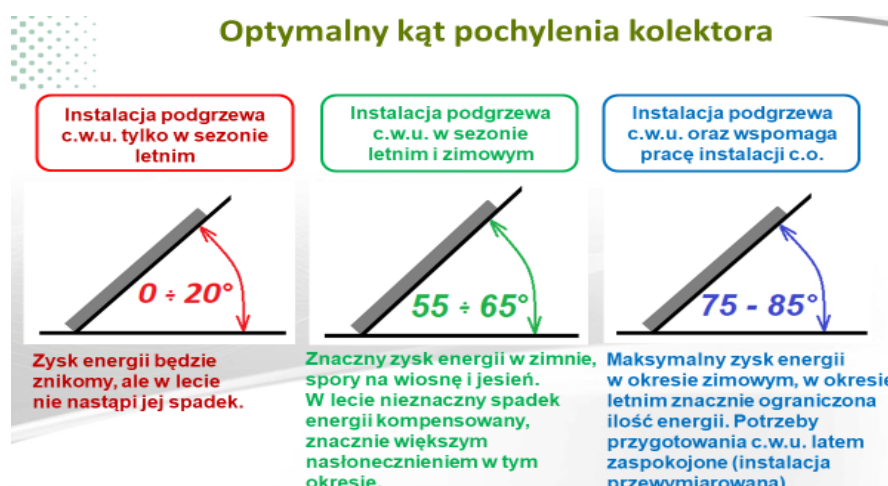 Optymalny kąt pochylenia kolektora
Instalacja podgrzewa
c.w.u. tylko w sezonie
letnim
Instalacja podgrzewa
c.w.u. w sezonie
letnim i zimowym
Instalacja podgrzewa
c.w.u. oraz wspomaga
pracę instalacji c.o.
0 ÷ 20°
55 ÷ 65°
75 - 85°
Zysk energii będzie
znikomy, ale w lecie
nie nastąpi jej spadek.
Znaczny zysk energii w zimnie,
spory na wiosnę i jesień.
W lecie nieznaczny spadek
energii kompensowany,
znacznie większym
nasłonecznieniem w tym
okresie.
Maksymalny zysk energii
w okresie zimowym, w okresie
letnim znacznie ograniczona
ilość energii. Potrzeby
przygotowania c.w.u. latem
zaspokojone (instalacja
przewymiarowana)